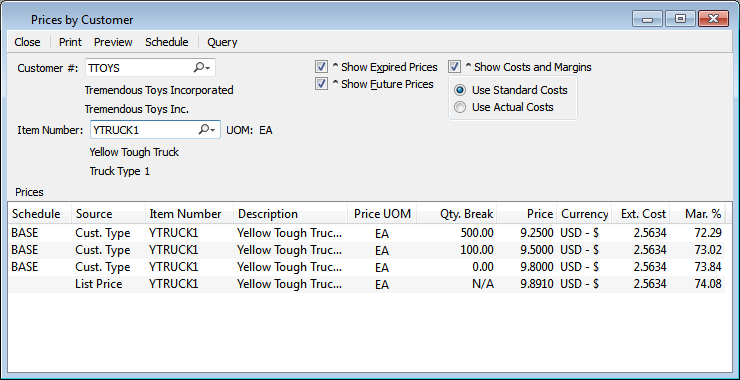 Prices by Customer
Close Print Preview Schedule Query
Customer #: TTOYS ^ Show Expired Prices ^ Show Costs and Margins
Tremendous Toys Incorporated ^ Show Future Prices Use Standard Costs
Tremendous Toys Inc. Use Actual Costs
Item Number: YTRUCK1 UOM: EA
Yellow Tough Truck
Truck Type 1
Prices
Schedule Source Item Number Description Price UOM Qty. Break Price Currency Ext. Cost Mar. %
BASE Cust. Type YTRUCK1 Yellow Tough Truc... EA 500.00 9.2500 USD - $ 2.5634 72.29
BASE Cust. Type YTRUCK1 Yellow Tough Truc... EA 100.00 9.5000 USD - $ 2.5634 73.02
BASE Cust. Type YTRUCK1 Yellow Tough Truc... EA 0.00 9.8000 USD - $ 2.5634 73.84
List Price YTRUCK1 Yellow Tough Truc... EA N/A 9.8910 USD - $ 2.5634 74.08